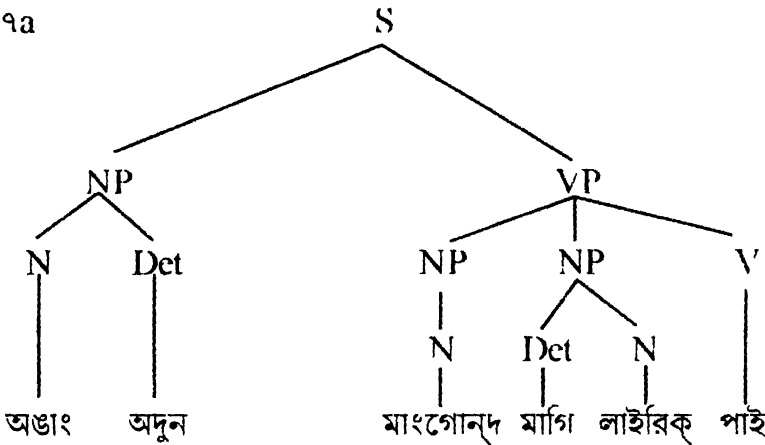 ৭a S
NP VP
N Det NP NP V
N Det N
অঙাং অদুন মাংগোন্‌দ মাগি লাইরিক্‌ পাই